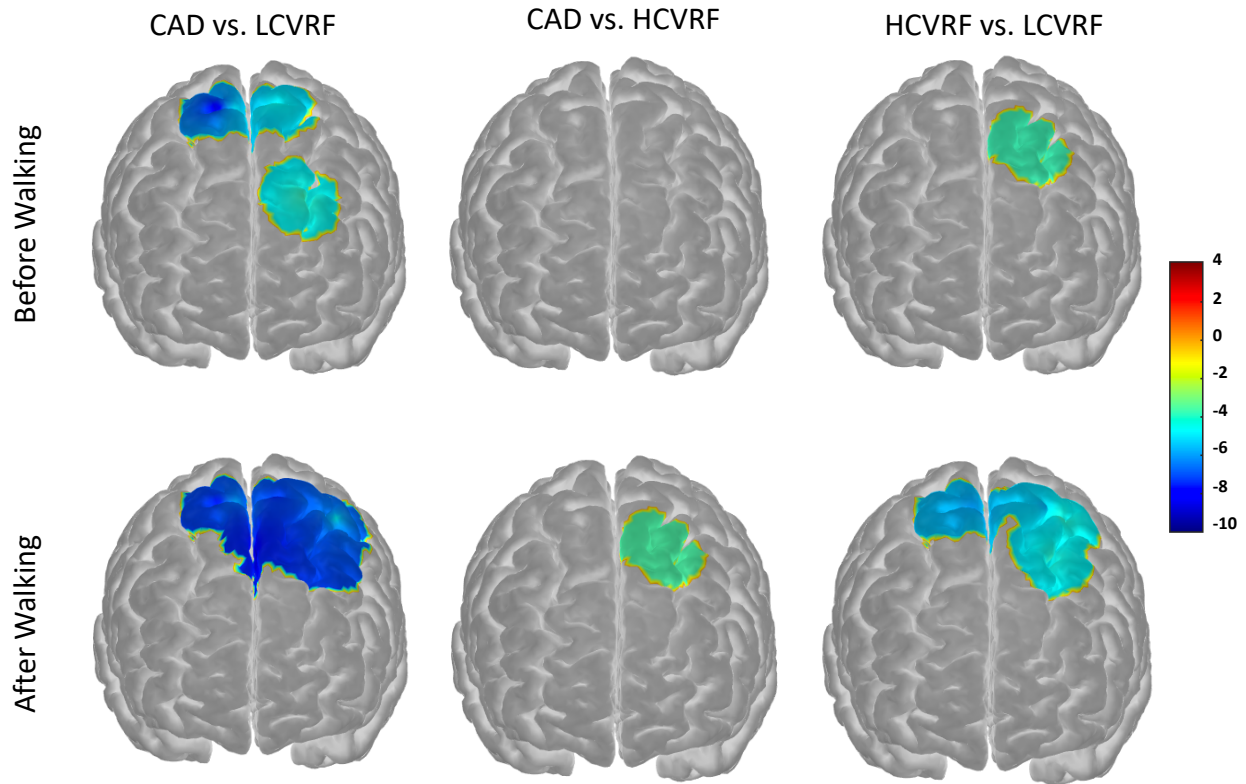 CAD vs. LCVRF
CAD vs. HCVRF
HCVRF vs. LCVRF
Before Walking
After Walking
4
2
0
-2
-4
-6
-8
-10